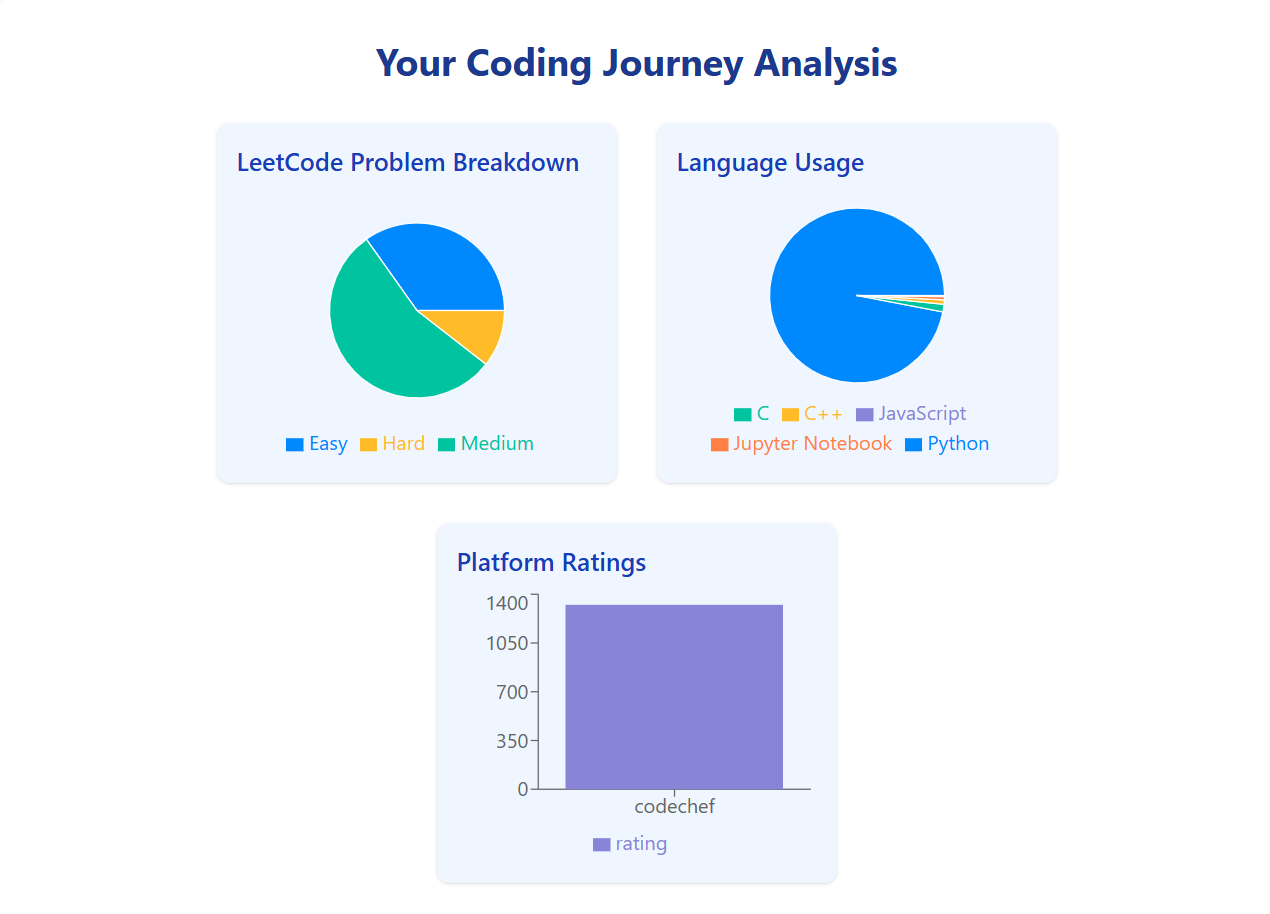 Your Coding Journey Analysis
LeetCode Problem Breakdown
Easy Hard Medium
Language Usage
C C++ JavaScript
Jupyter Notebook Python
Platform Ratings
1400
1050
700
350
0
codechef
rating